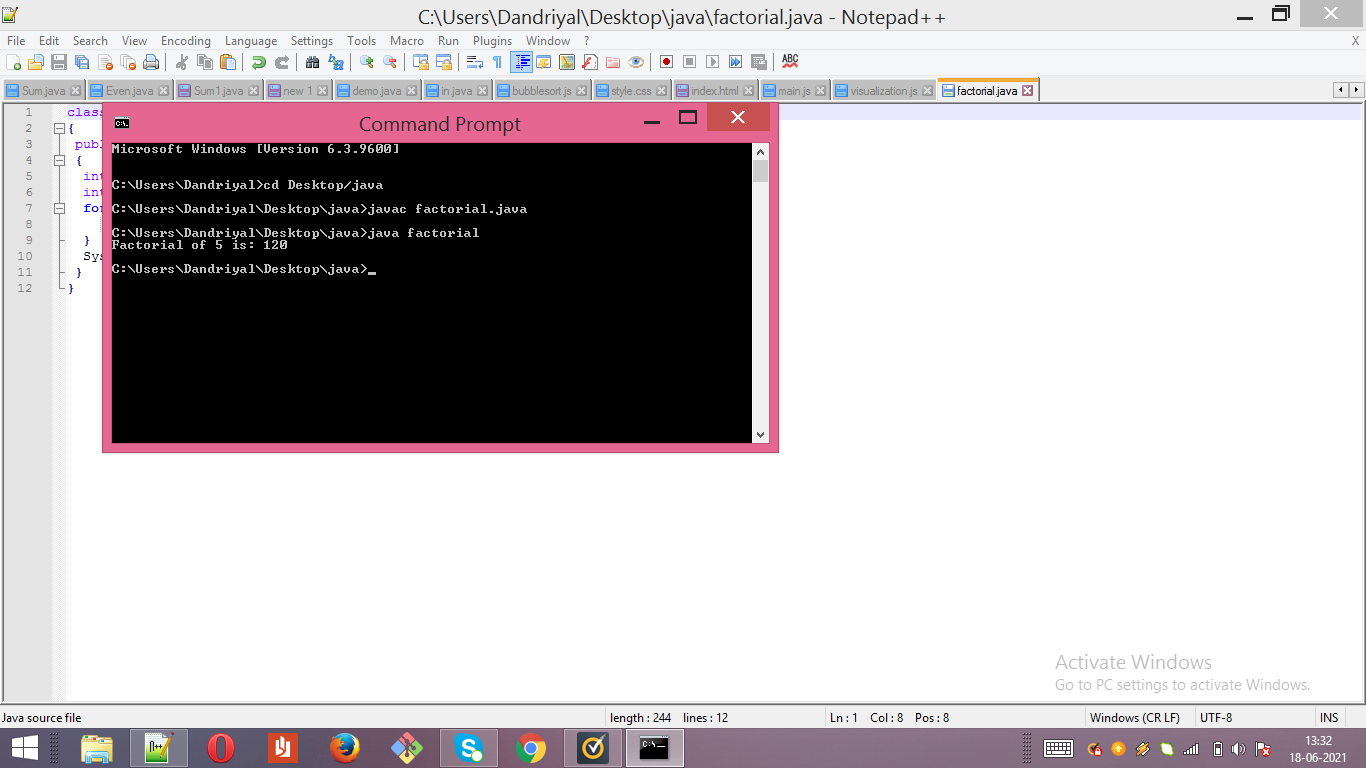 C:\Users\Dandriyal\Desktop\java\factorial.java - Notepad++
File Edit Search View Encoding Language Settings Tools Macro Run Plugins Window ? X
ABC
Sum.java Even.java Sum1.java new 1 demo.java in.java bubblesort.js style.css index.html main.js visualization.js factorial.java
1 class
2 {
3 publ
4 {
5 int
6 int
7 for
8
9 }
10 Sys
11 }
12 }
Command Prompt
Microsoft Windows [Version 6.3.9600]
C:\Users\Dandriyal>cd Desktop/java
C:\Users\Dandriyal\Desktop\java>javac factorial.java
C:\Users\Dandriyal\Desktop\java>java factorial
Factorial of 5 is: 120
C:\Users\Dandriyal\Desktop\java>_
Activate Windows
Go to PC settings to activate Windows.
Java source file length : 244 lines : 12 Ln : 1 Col : 8 Pos : 8 Windows (CR LF) UTF-8 INS
13:32
18-06-2021